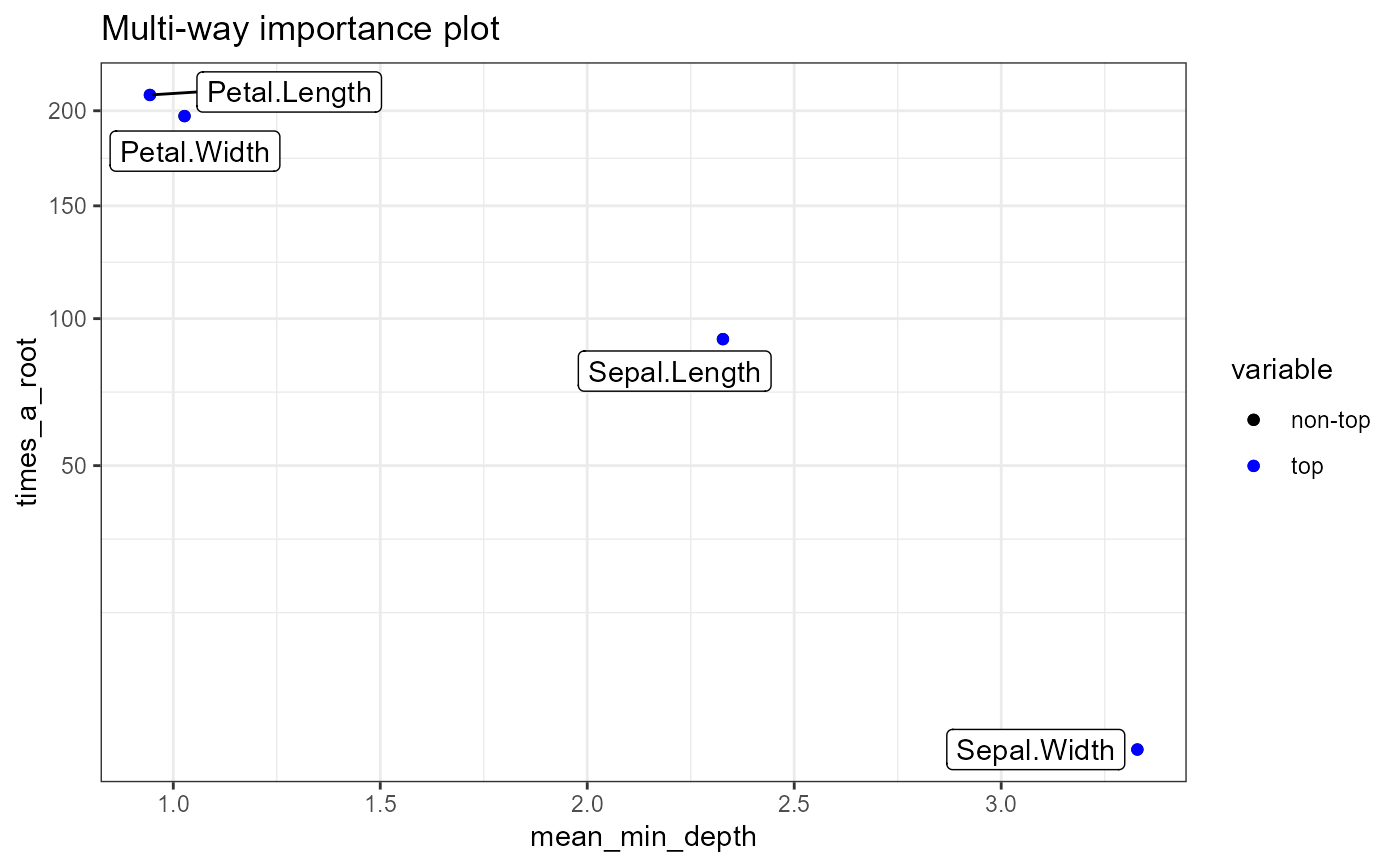 Multi-way importance plot
Petal.Length
Petal.Width
Sepal.Length
Sepal.Width
200
150
100
50
times_a_root
1.0
1.5
2.0
2.5
3.0
mean_min_depth
variable
non-top
top